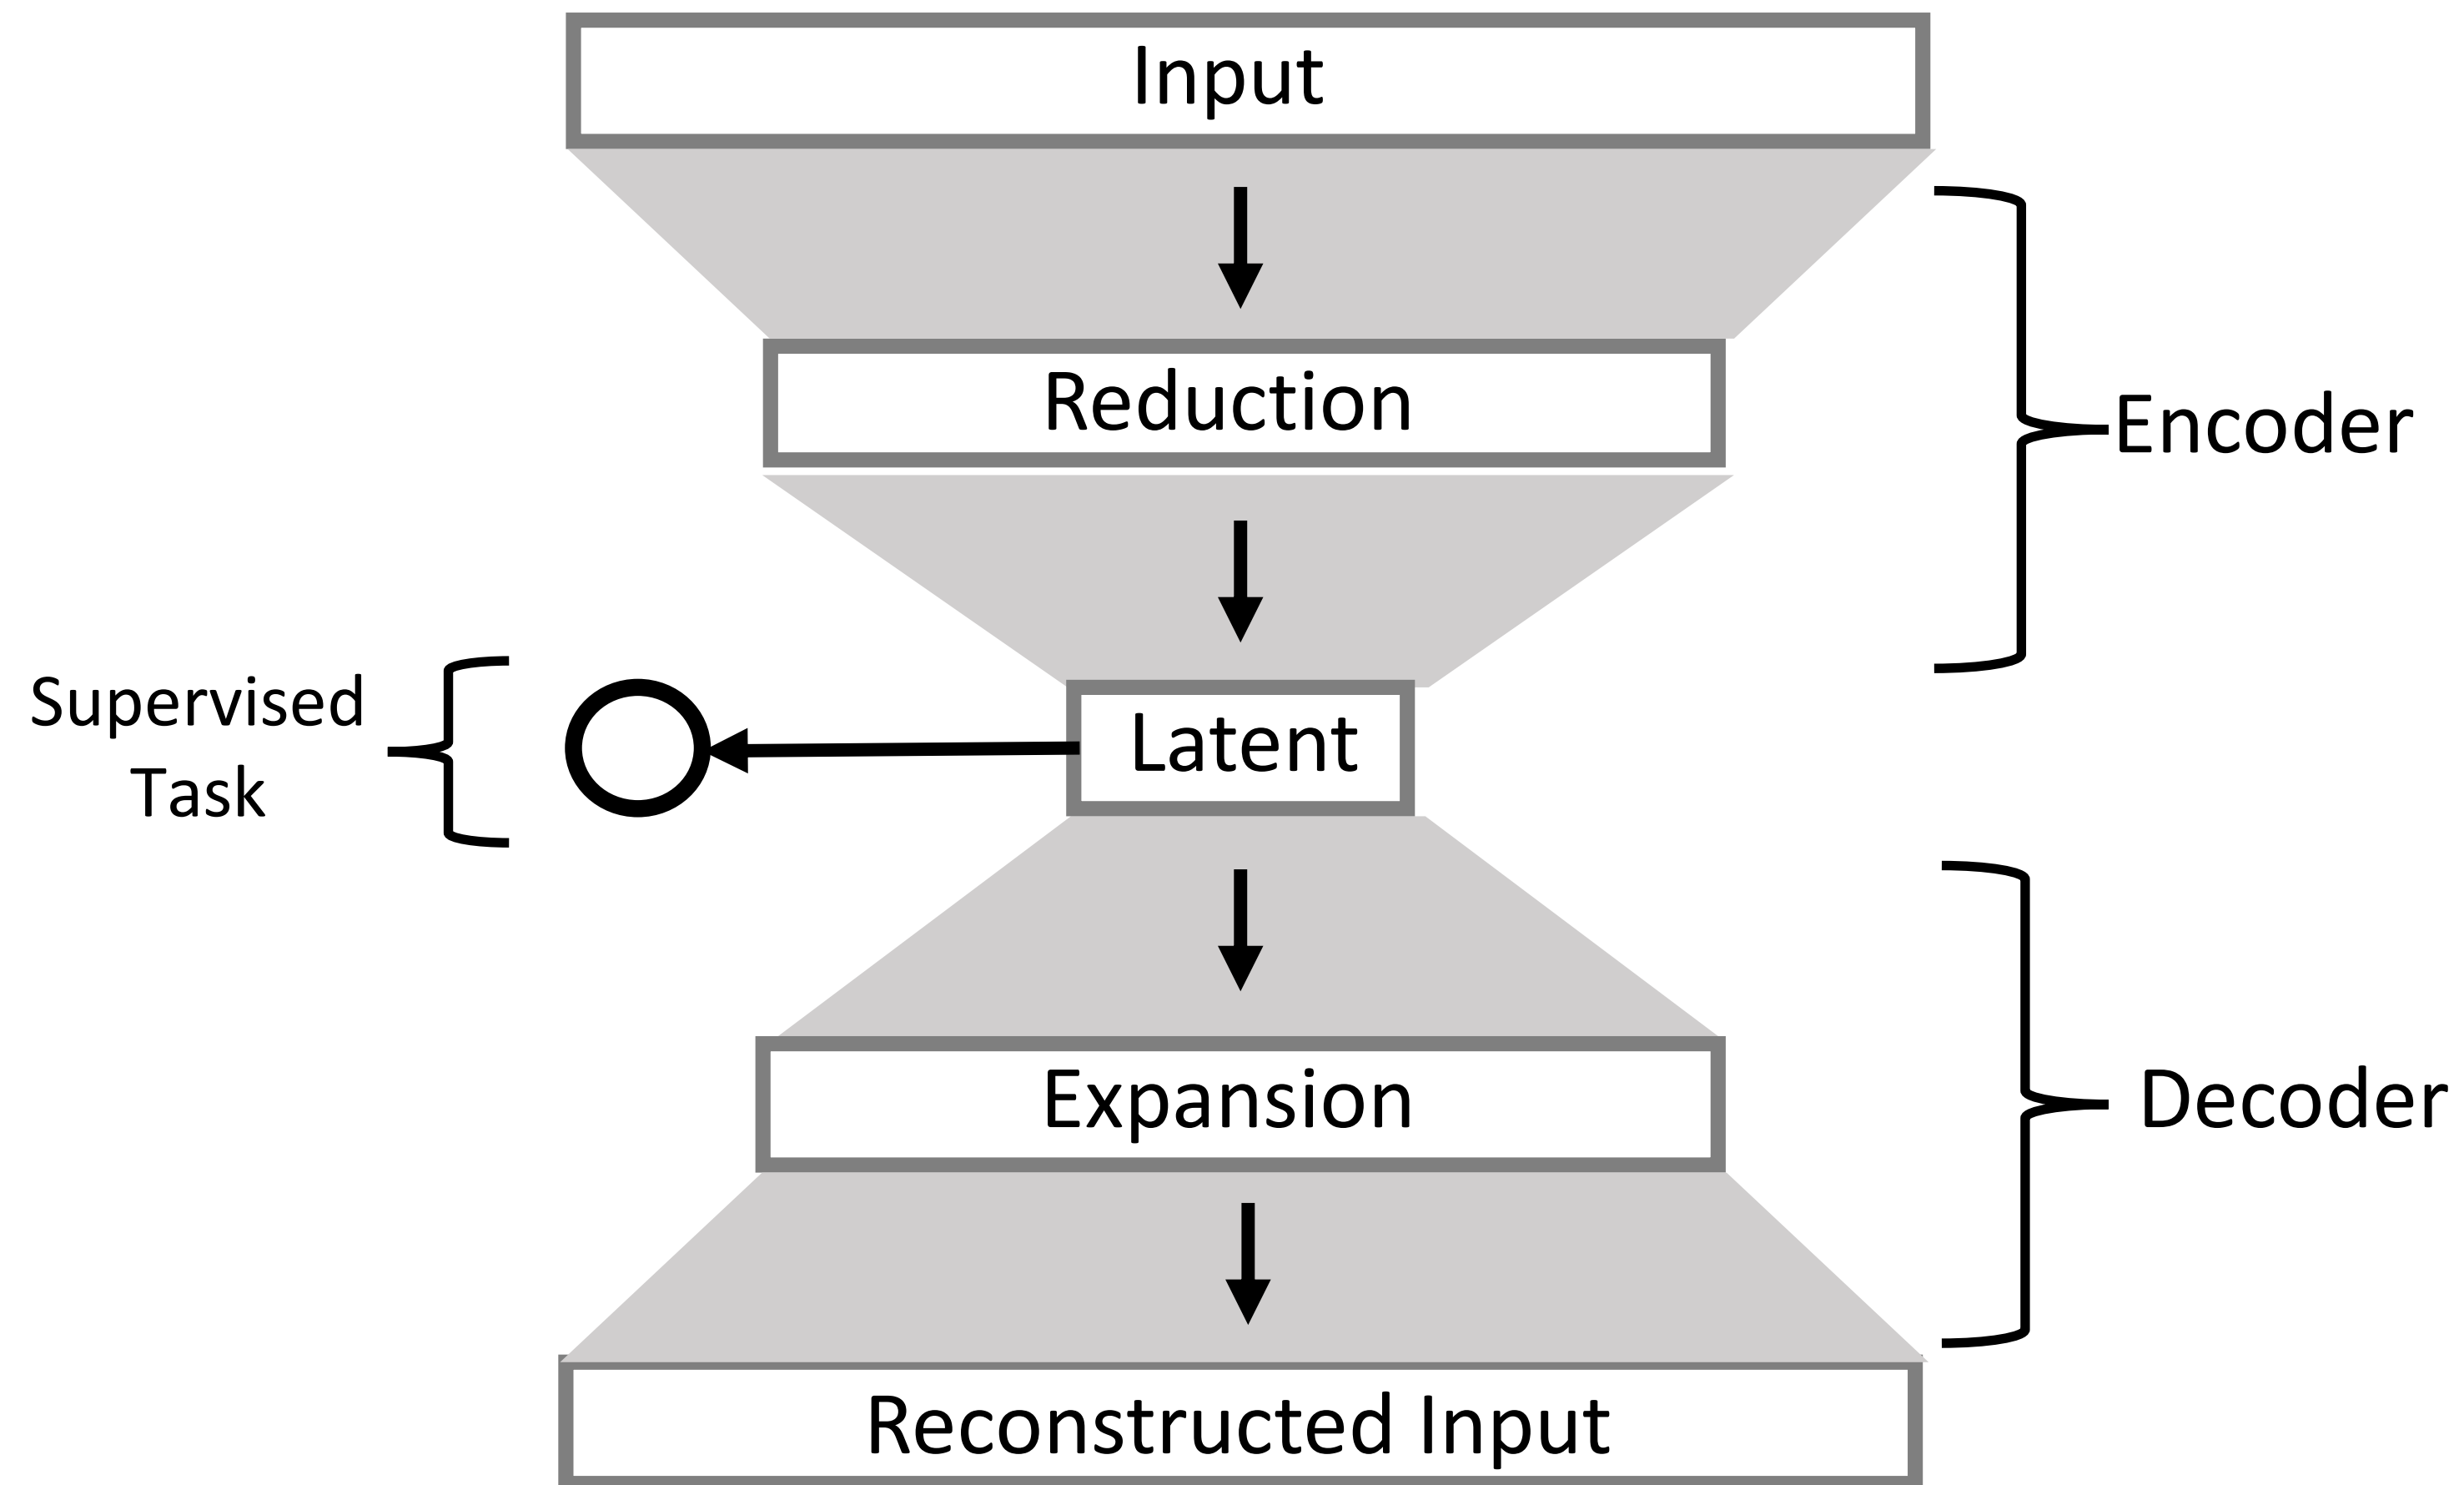 Input
Reduction
Encoder
Supervised
Task
Latent
Expansion
Decoder
Reconstructed Input